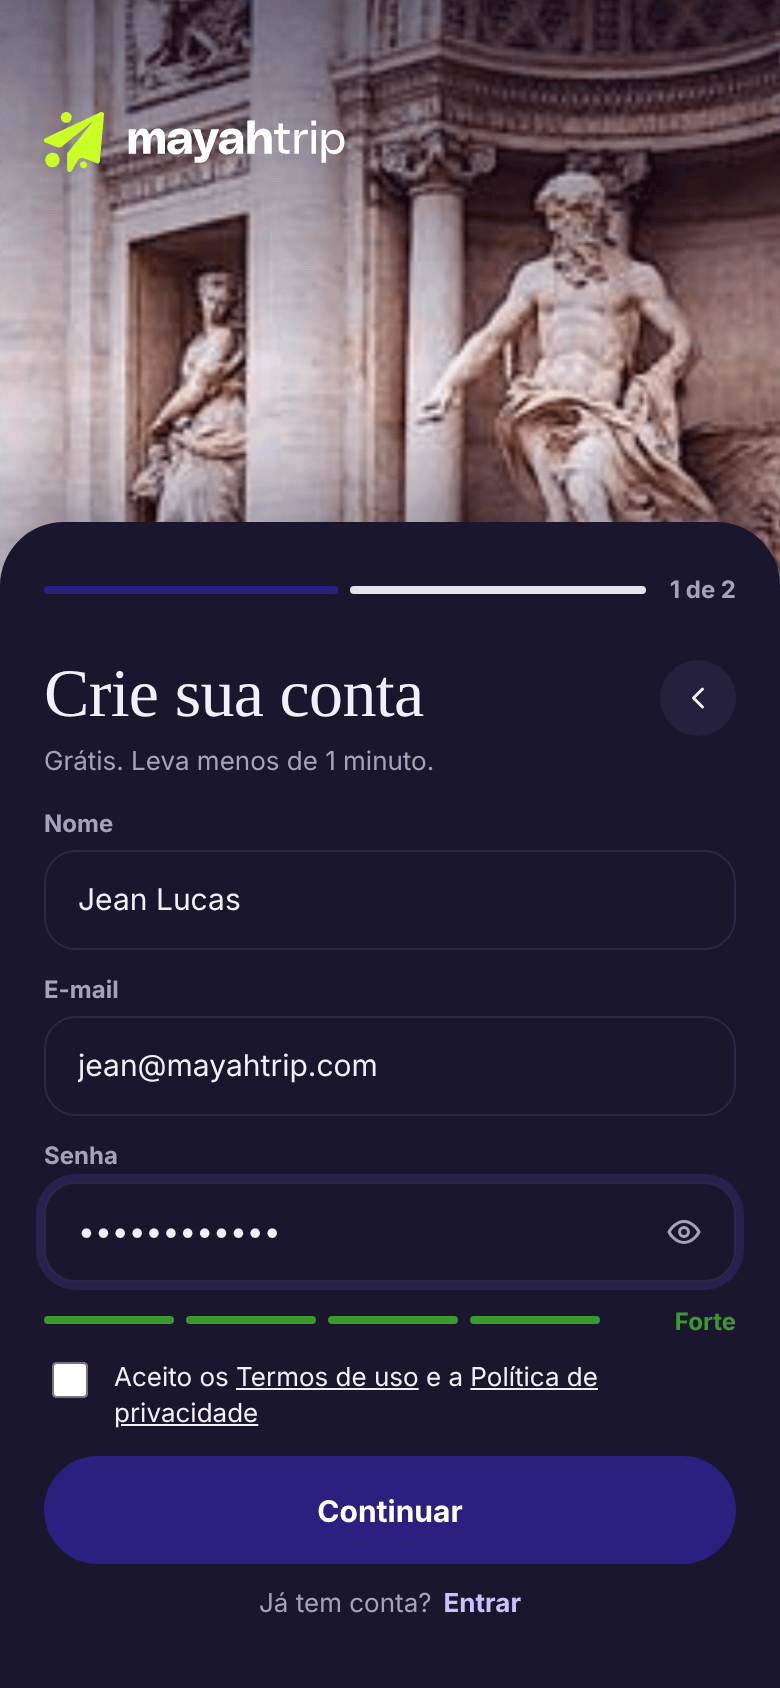 mayahtrip
1 de 2
Crie sua conta
Grátis. Leva menos de 1 minuto.
Nome
Jean Lucas
E-mail
jean@mayahtrip.com
Senha
••••••••••••
Forte
Aceito os Termos de uso e a Política de
privacidade
Continuar
Já tem conta? Entrar